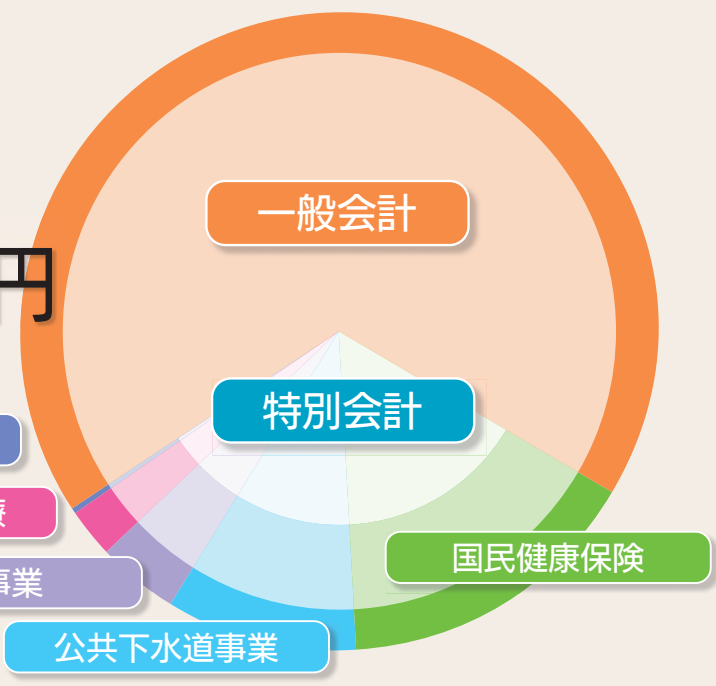 一般会計
円
特別会計
療
事業
国民健康保険
公共下水道事業